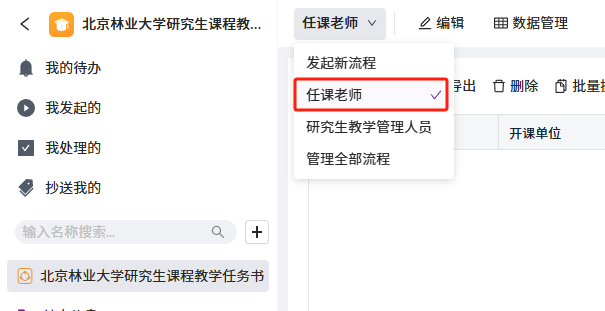 北京林业大学研究生课程教...
任课老师
编辑
数据管理
我的待办
我发起的
我处理的
抄送我的
输入名称搜索...
北京林业大学研究生课程教学任务书
发起新流程
任课老师
研究生教学管理人员
管理全部流程
导出
删除
批量
开课单位